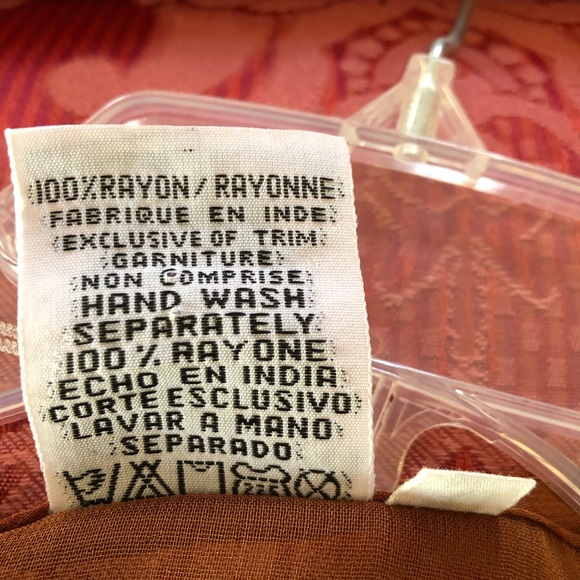 100% RAYON / RAYONNE
FABRIQUE EN INDE
EXCLUSIVE OF TRIM
GARNITURE
NON COMPRISE
HAND WASH
SEPARATELY
100% RAYONE
ECHO EN INDIA
CORTE ESCLUSIVO
LAVAR A MANO
SEPARADO